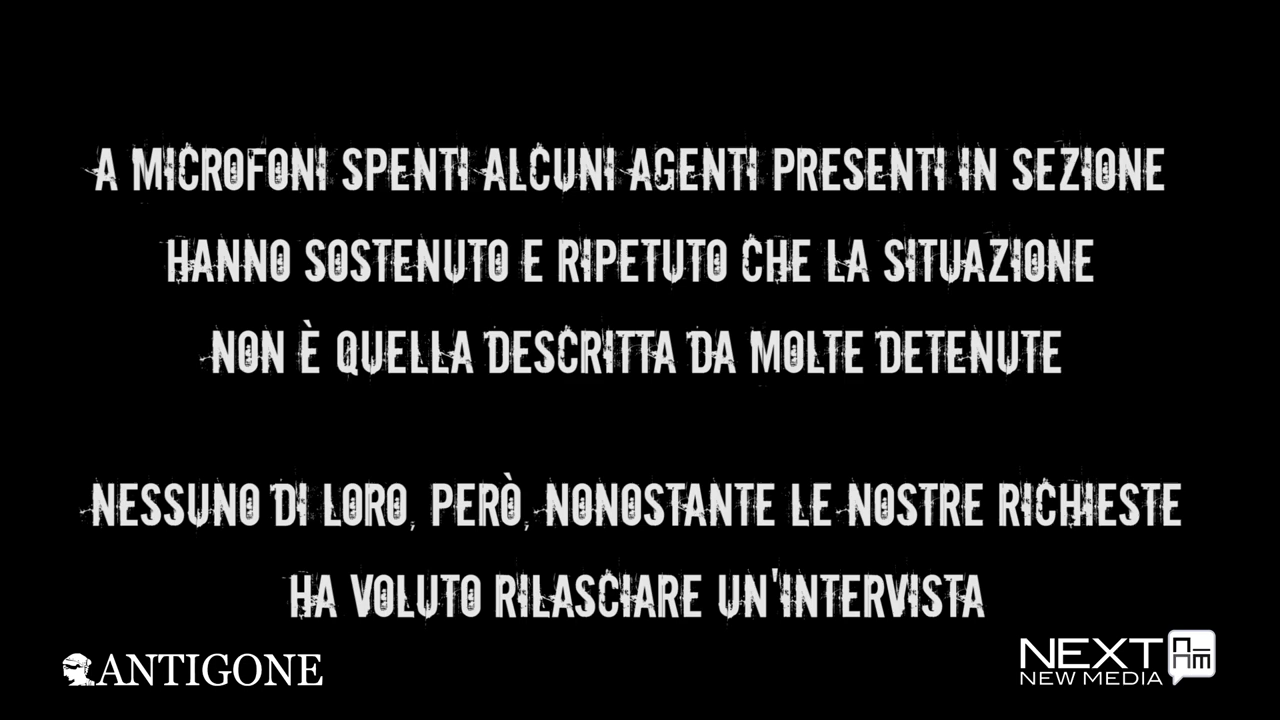 A MICROFONI SPENTI ALCUNI AGENTI PRESENTI IN SEZIONE
HANNO SOSTENUTO E RIPETUTO CHE LA SITUAZIONE
NON È QUELLA DESCRITTA DA MOLTE DETENUTE
NESSUNO DI LORO, PERÒ, NONOSTANTE LE NOSTRE RICHIESTE
HA VOLUTO RILASCIARE UN'INTERVISTA
ANTIGONE
NEXT
NEW MEDIA
nnm